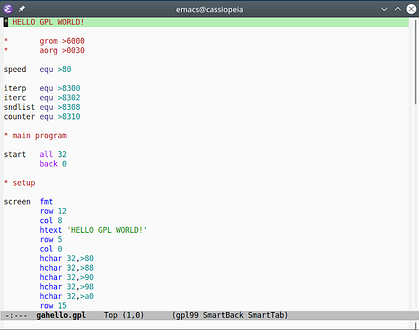 emacs@cassiopeia
* HELLO GPL WORLD!
* grom >6000
* aorg >0030
speed equ >80
iterp equ >8300
iterc equ >8302
sndlist equ >8308
counter equ >8310
* main program
start all 32
back 0
* setup
screen fmt
row 12
col 8
htext 'HELLO GPL WORLD!'
row 5
col 0
hchar 32,>80
hchar 32,>88
hchar 32,>90
hchar 32,>98
hchar 32,>a0
row 15
-:--- gahello.gpl Top (1,0) (gpl99 SmartBack SmartTab)